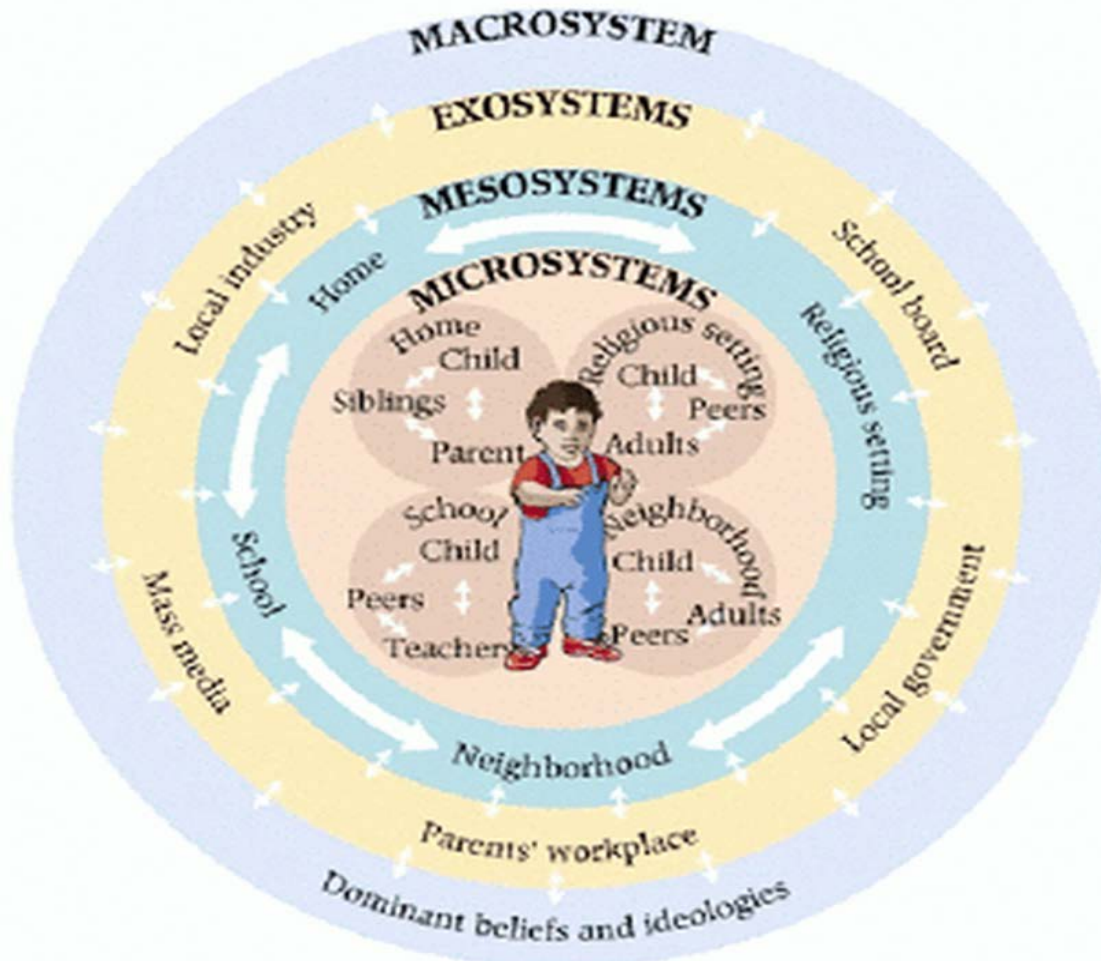 MACROSYSTEM
EXOSYSTEMS
MESOSYSTEMS
MICROSYSTEMS
Local industry
Home
School board
Religious setting
Home
Child
Siblings
Parent
Religious setting
Child
Peers
Adults
School
Child
Peers
Teacher
Neighborhood
Child
Adults
Peers
School
Mass media
Local government
Neighborhood
Parents' workplace
Dominant beliefs and ideologies